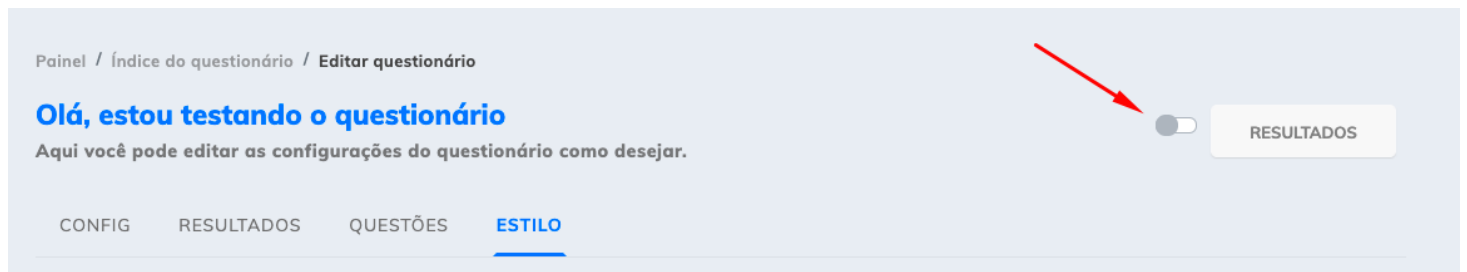 Painel / Índice do questionário / Editar questionário
Olá, estou testando o questionário
Aqui você pode editar as configurações do questionário como desejar.
RESULTADOS
CONFIG RESULTADOS QUESTÕES ESTILO